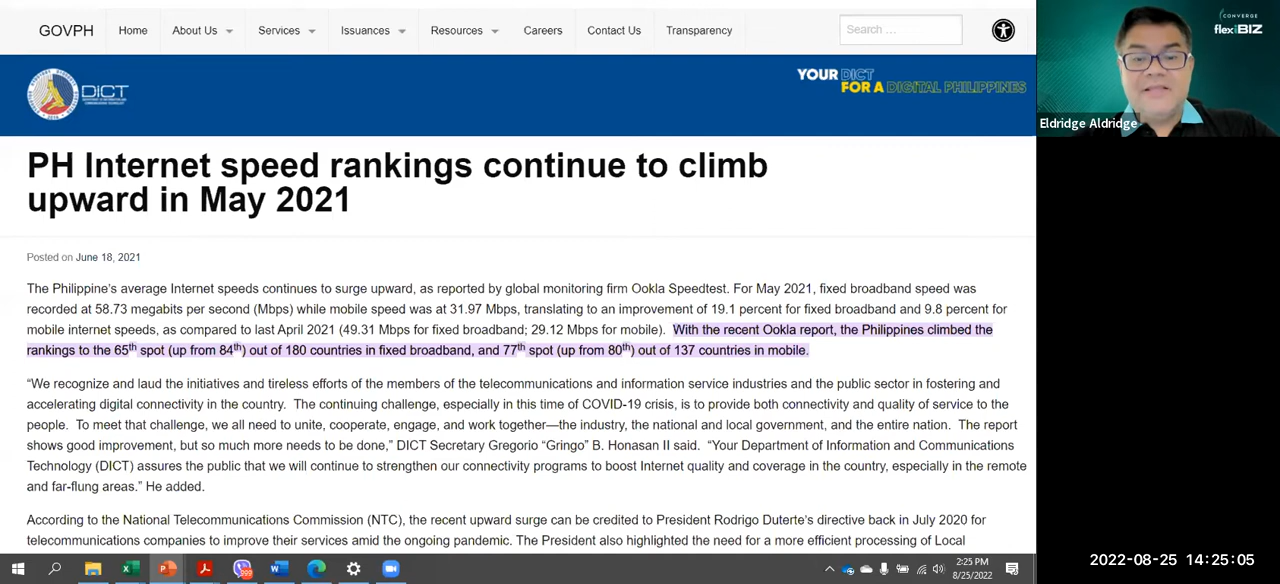 GOVPH Home About Us Services Issuances Resources Careers Contact Us Transparency Search ...
CONVERGE
flexiBIZ
DICT
YOUR DICT
FOR A DIGITAL PHILIPPINES
Eldridge Aldridge
PH Internet speed rankings continue to climb
upward in May 2021
Posted on June 18, 2021
The Philippine's average Internet speeds continues to surge upward, as reported by global monitoring firm Ookla Speedtest. For May 2021, fixed broadband speed was
recorded at 58.73 megabits per second (Mbps) while mobile speed was at 31.97 Mbps, translating to an improvement of 19.1 percent for fixed broadband and 9.8 percent for
mobile internet speeds, as compared to last April 2021 (49.31 Mbps for fixed broadband; 29.12 Mbps for mobile). With the recent Ookla report, the Philippines climbed the
rankings to the 65th spot (up from 84th) out of 180 countries in fixed broadband, and 77th spot (up from 80th) out of 137 countries in mobile.
“We recognize and laud the initiatives and tireless efforts of the members of the telecommunications and information service industries and the public sector in fostering and
accelerating digital connectivity in the country. The continuing challenge, especially in this time of COVID-19 crisis, is to provide both connectivity and quality of service to the
people. To meet that challenge, we all need to unite, cooperate, engage, and work together—the industry, the national and local government, and the entire nation. The report
shows good improvement, but so much more needs to be done,” DICT Secretary Gregorio “Gringo” B. Honasan II said. “Your Department of Information and Communications
Technology (DICT) assures the public that we will continue to strengthen our connectivity programs to boost Internet quality and coverage in the country, especially in the remote
and far-flung areas.” He added.
According to the National Telecommunications Commission (NTC), the recent upward surge can be credited to President Rodrigo Duterte's directive back in July 2020 for
telecommunications companies to improve their services amid the ongoing pandemic. The President also highlighted the need for a more efficient processing of Local
2:25 PM
8/25/2022
2022-08-25 14:25:05